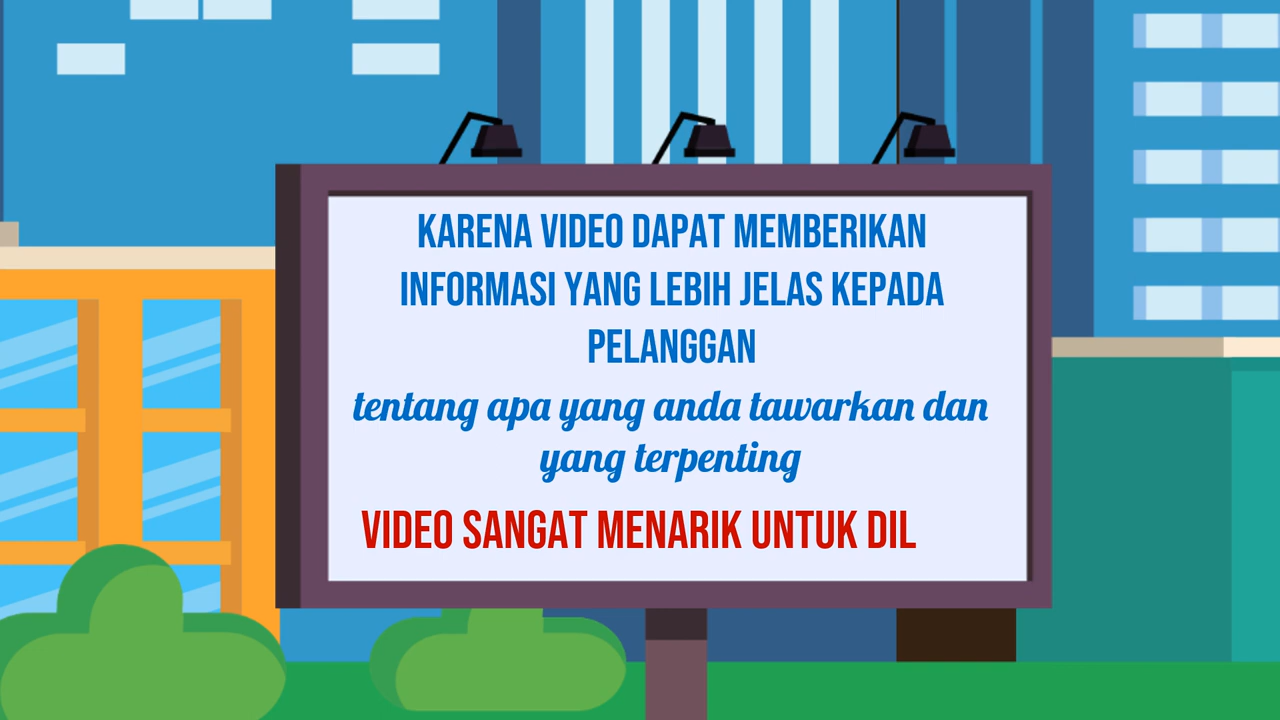 KARENA VIDEO DAPAT MEMBERIKAN
INFORMASI YANG LEBIH JELAS KEPADA
PELANGGAN
tentang apa yang anda tawarkan dan
yang terpenting
VIDEO SANGAT MENARIK UNTUK DIL